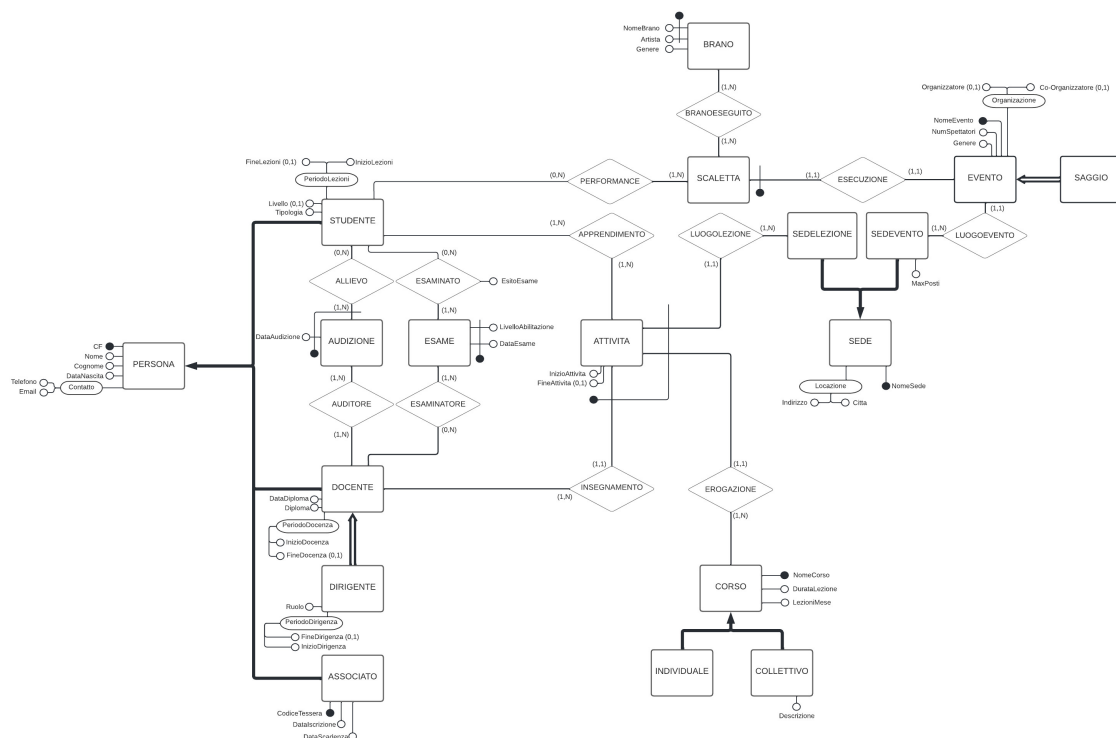 NomeBrano
Artista
Genere
BRANO
(1,N)
BRANOESEGUITO
(1,N)
Organizzatore (0,1)
Co-Organizzatore (0,1)
Organizazione
NomeEvento
NumSpettatori
Genere
FineLezioni (0,1)
InizioLezioni
PeriodoLezioni
(0,N)
PERFORMANCE
(1,N)
SCALETTA
(1,1)
ESECUZIONE
(1,1)
EVENTO
SAGGIO
Livello (0,1)
Tipologia
STUDENTE
(1,N)
APPRENDIMENTO
(1,N)
LUOGOLEZIONE
(1,N)
(1,1)
SEDELEZIONE
SEDEVENTO
(1,N)
(1,1)
LUOGOEVENTO
MaxPosti
(0,N)
(0,N)
ALLIEVO
ESAMINATO
EsitoEsame
(1,N)
(1,N)
DataAudizione
AUDIZIONE
ESAME
LivelloAbilitazione
DataEsame
ATTIVITA
InizioAttivita
FineAttivita (0,1)
SEDE
Locazione
NomeSede
Indirizzo
Citta
CF
Nome
Cognome
DataNascita
PERSONA
Telefono
Email
Contatto
(1,N)
(1,N)
AUDITORE
ESAMINATORE
(1,N)
(0,N)
DOCENTE
(1,N)
(1,1)
INSEGNAMENTO
(1,1)
EROGAZIONE
(1,N)
DataDiploma
Diploma
PeriodoDocenza
InizioDocenza
FineDocenza (0,1)
DIRIGENTE
Ruolo
PeriodoDirigenza
FineDirigenza (0,1)
InizioDirigenza
CORSO
NomeCorso
DurataLezione
LezioniMese
ASSOCIATO
INDIVIDUALE
COLLETTIVO
CodiceTessera
DataIscrizione
DataScadenza
Descrizione